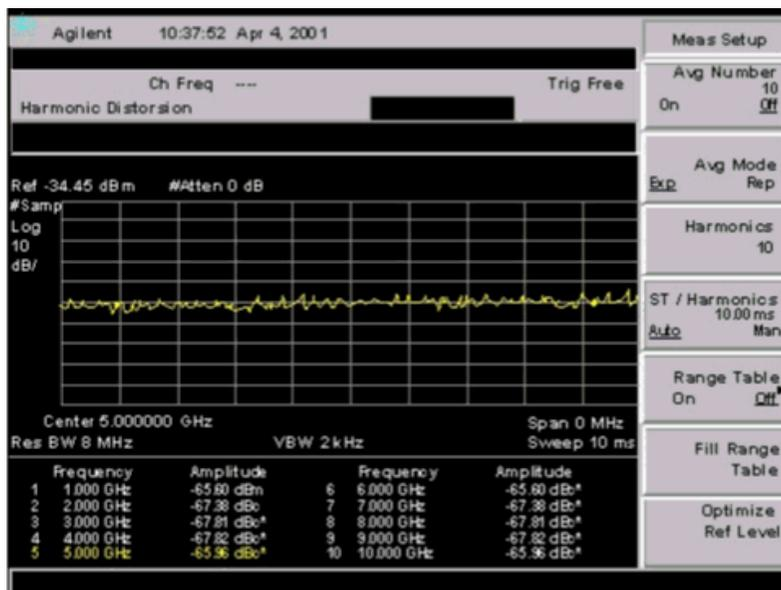 Agilent 10:37:52 Apr 4, 2001
Ch Freq ---- Trig Free
Harmonic Distorsion
Ref -34.45 dBm #Atten 0 dB
#Samp
Log
10
dB/
Center 5.000000 GHz Span 0 MHz
Res BW 8 MHz VBW 2 kHz Sweep 10 ms
Frequency Amplitude Frequency Amplitude
1 1.000 GHz -65.60 dBm 6 6.000 GHz -65.60 dBc*
2 2.000 GHz -67.38 dBc 7 7.000 GHz -67.38 dBc*
3 3.000 GHz -67.81 dBc* 8 8.000 GHz -67.81 dBc*
4 4.000 GHz -67.82 dBc* 9 9.000 GHz -67.82 dBc*
5 5.000 GHz -65.96 dBc* 10 10.000 GHz -65.96 dBc*
Meas Setup
Avg Number
10
On Off
Avg Mode
Exp Rep
Harmonics
10
ST / Harmonics
10.00 ms
Auto Man
Range Table
On Off
Fill Range
Table
Optimize
Ref Level